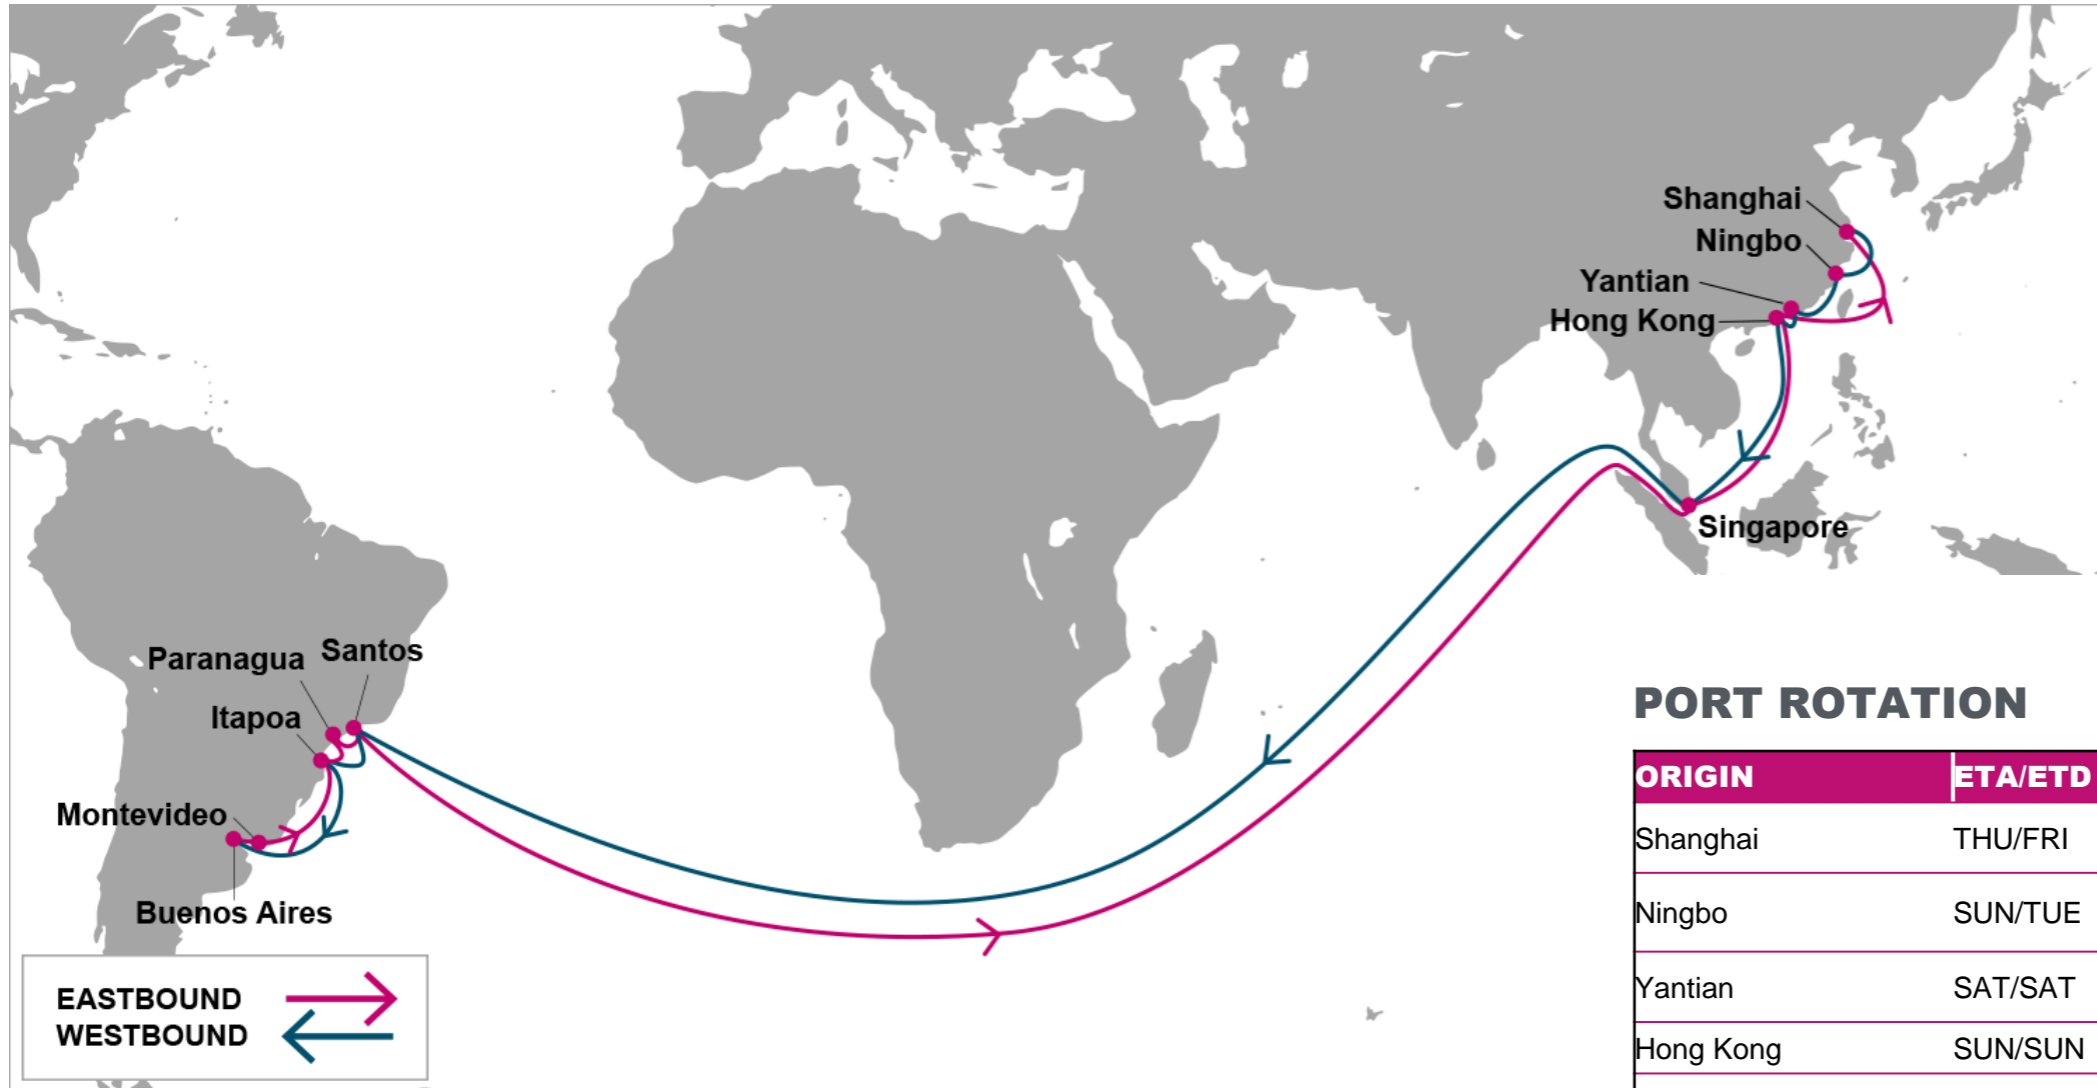 Shanghai
Ningbo
Yantian
Hong Kong
Singapore
Paranagua
Santos
Itapoa
Montevideo
Buenos Aires
EASTBOUND
WESTBOUND
PORT ROTATION
ORIGIN ETA/ETD
Shanghai THU/FRI
Ningbo SUN/TUE
Yantian SAT/SAT
Hong Kong SUN/SUN